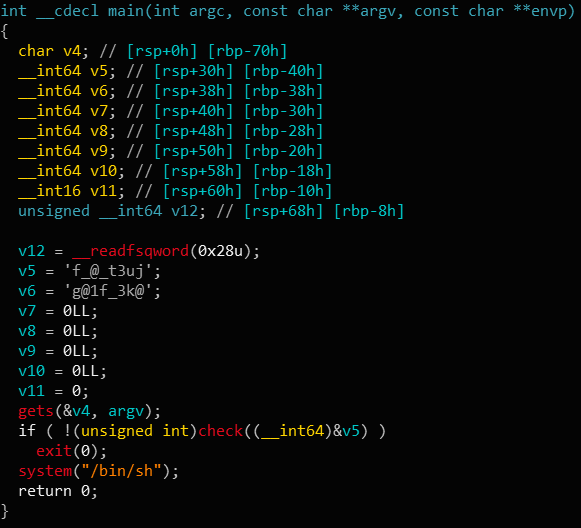 int __cdecl main(int argc, const char **argv, const char **envp)
{
  char v4; // [rsp+0h] [rbp-70h]
  __int64 v5; // [rsp+30h] [rbp-40h]
  __int64 v6; // [rsp+38h] [rbp-38h]
  __int64 v7; // [rsp+40h] [rbp-30h]
  __int64 v8; // [rsp+48h] [rbp-28h]
  __int64 v9; // [rsp+50h] [rbp-20h]
  __int64 v10; // [rsp+58h] [rbp-18h]
  __int16 v11; // [rsp+60h] [rbp-10h]
  unsigned __int64 v12; // [rsp+68h] [rbp-8h]

  v12 = __readfsqword(0x28u);
  v5 = 'f_@_t3uj';
  v6 = 'g@1f_3k@';
  v7 = 0LL;
  v8 = 0LL;
  v9 = 0LL;
  v10 = 0LL;
  v11 = 0;
  gets(&v4, argv);
  if ( !(unsigned int)check((__int64)&v5) )
    exit(0);
  system("/bin/sh");
  return 0;
}